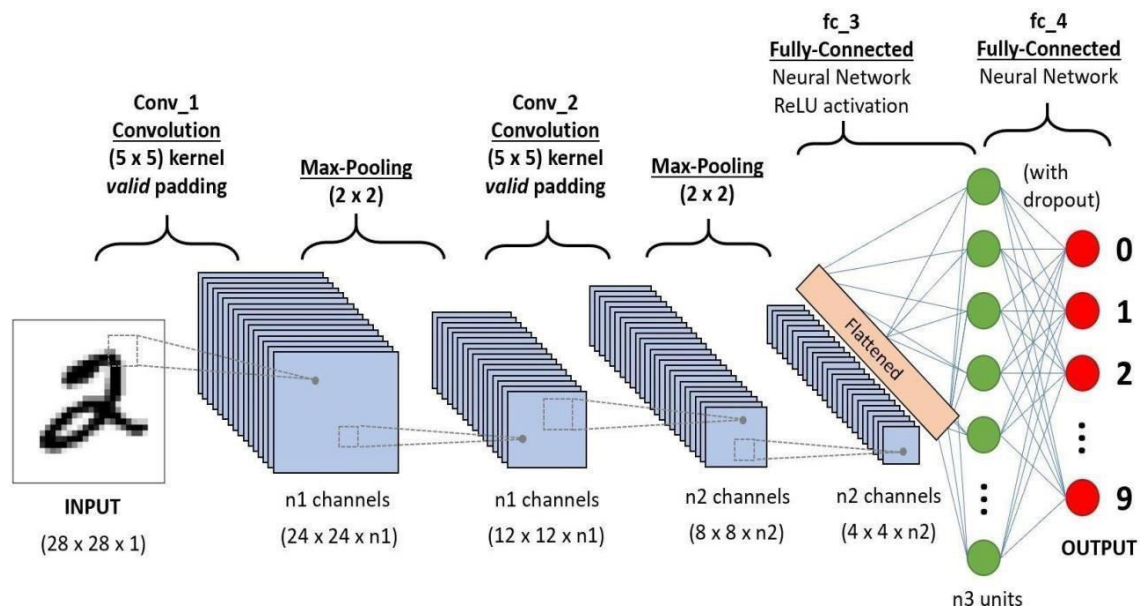 fc_3
Fully-Connected
Neural Network
ReLU activation
fc_4
Fully-Connected
Neural Network
Conv_1
Convolution
(5 x 5) kernel
valid padding
Max-Pooling
(2 x 2)
Conv_2
Convolution
(5 x 5) kernel
valid padding
Max-Pooling
(2 x 2)
(with
dropout)
Flattened
0
1
2
9
INPUT
(28 x 28 x 1)
n1 channels
(24 x 24 x n1)
n1 channels
(12 x 12 x n1)
n2 channels
(8 x 8 x n2)
n2 channels
(4 x 4 x n2)
OUTPUT
n3 units